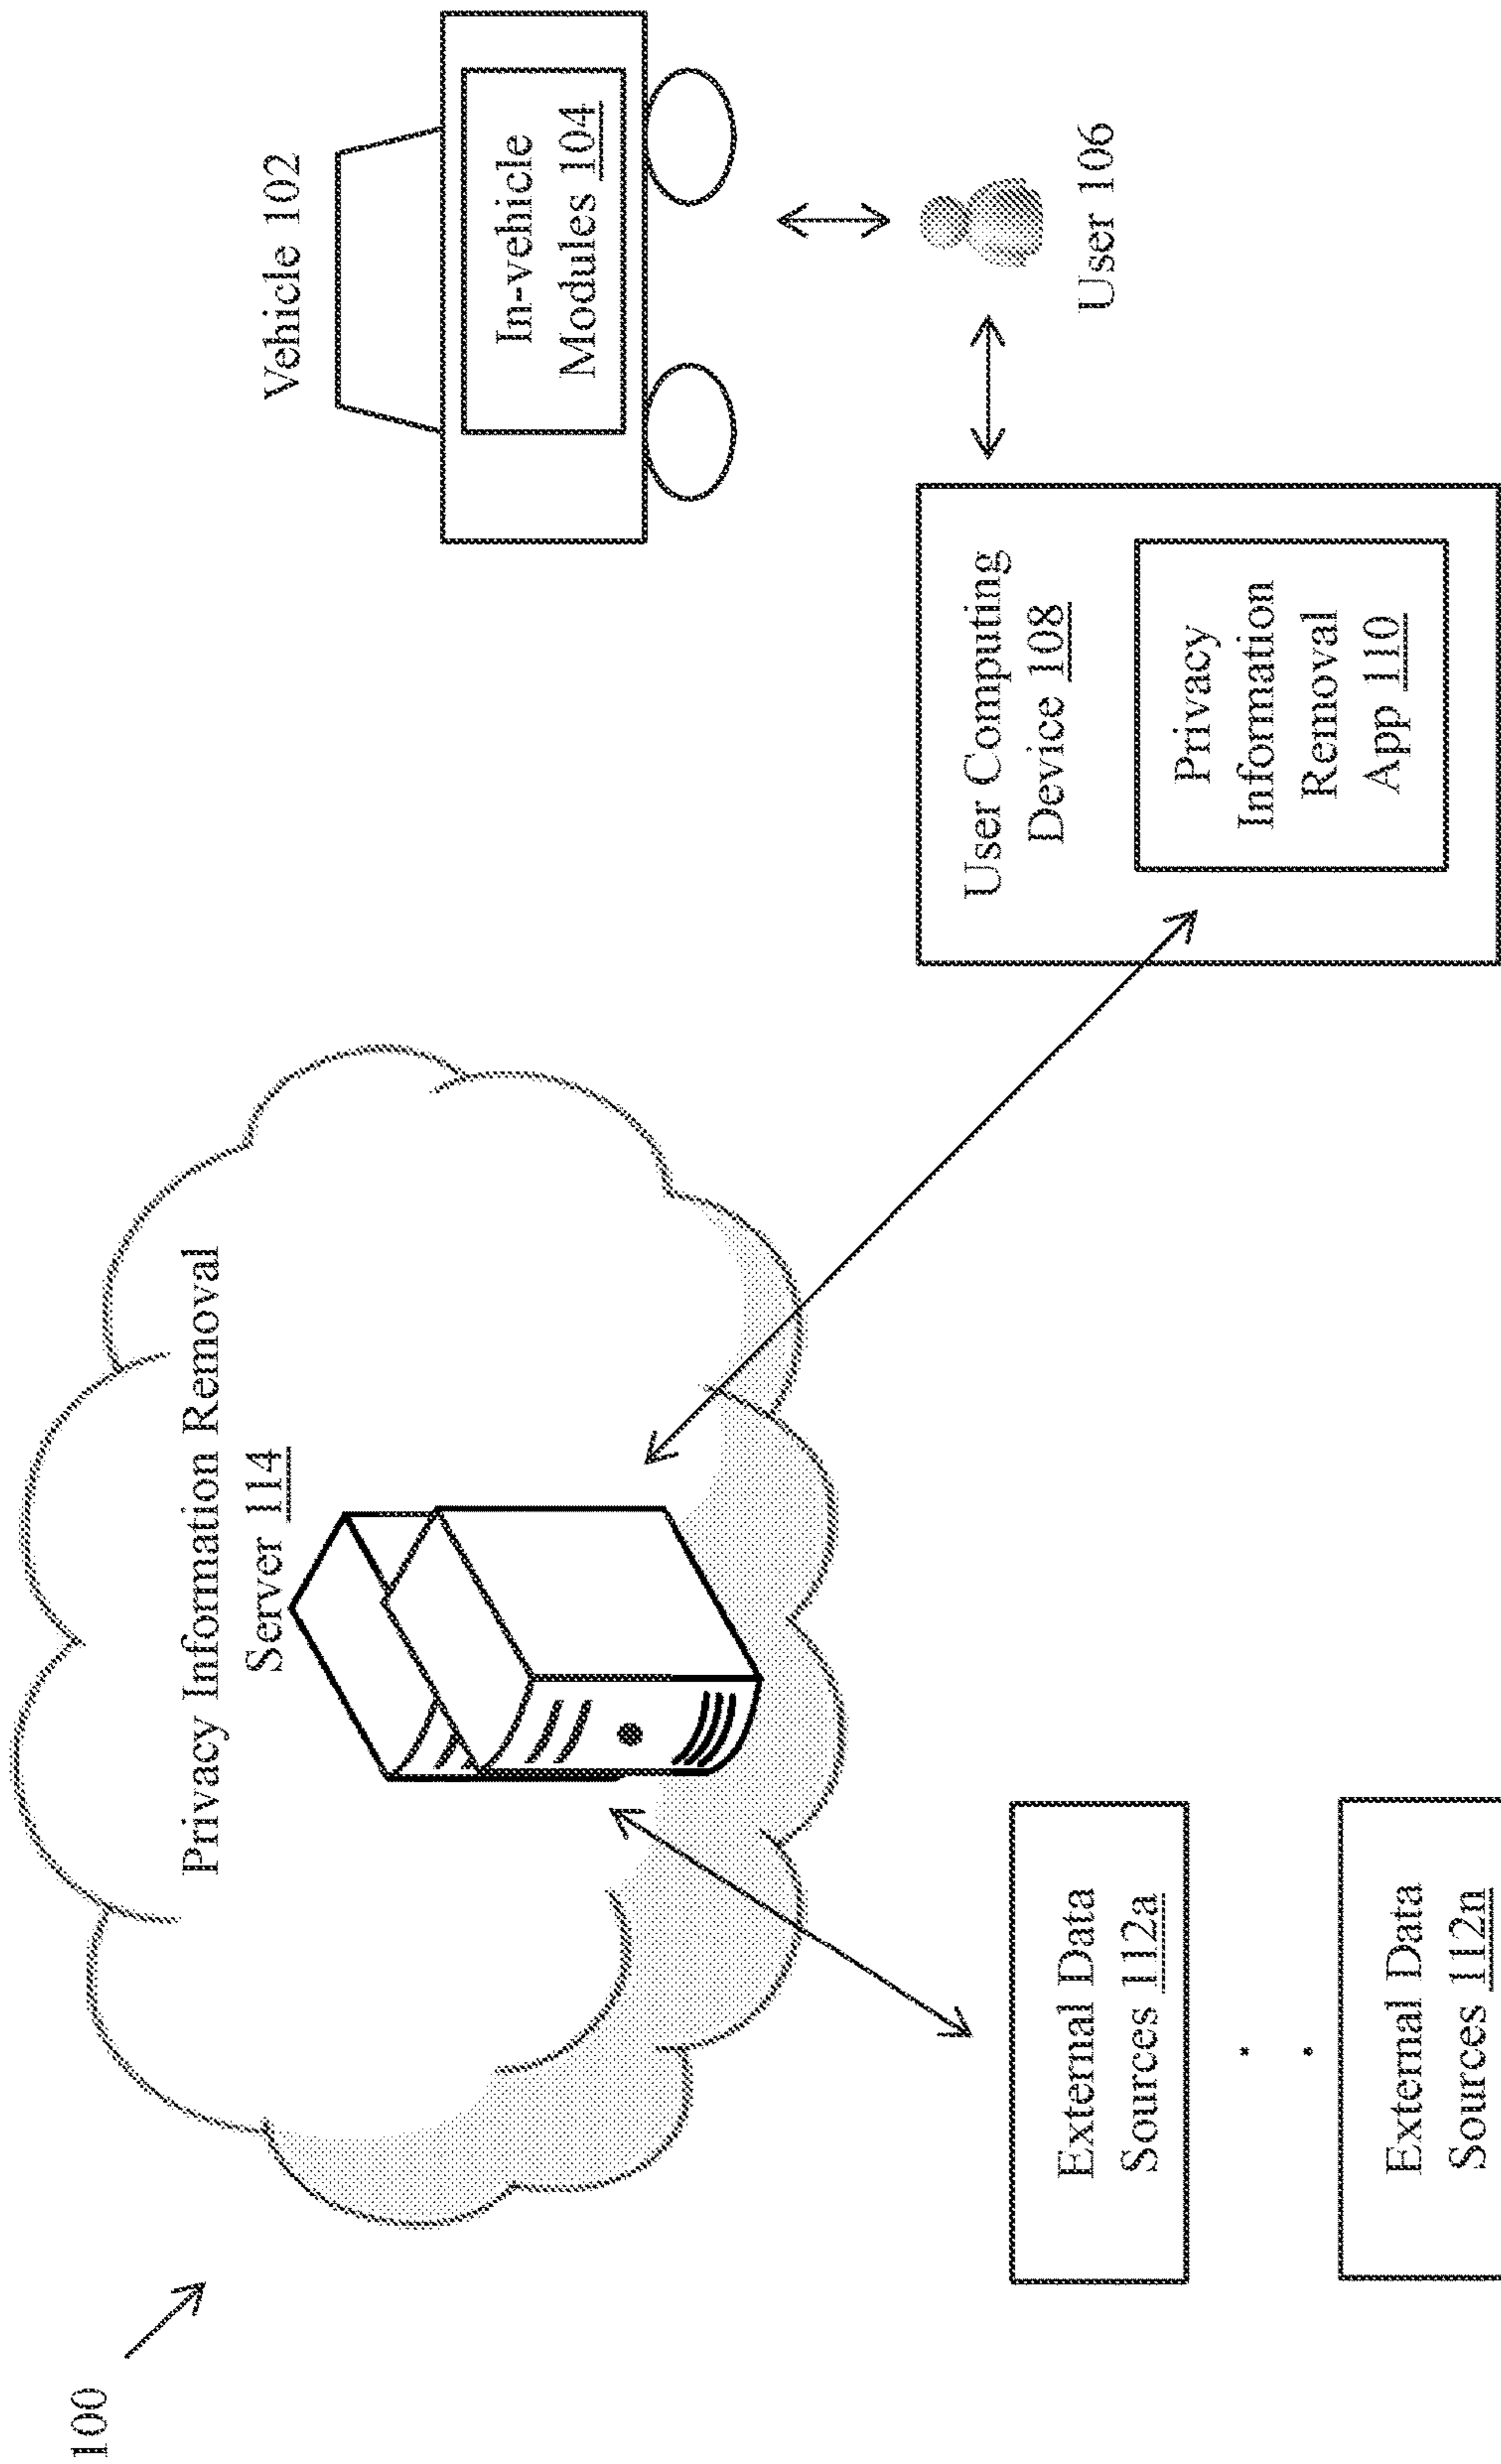 100
Privacy Information Removal
Server 114
Vehicle 102
In-vehicle
Modules 104
User 106
User Computing
Device 108
Privacy
Information
Removal
App 110
External Data
Sources 112a
External Data
Sources 112n